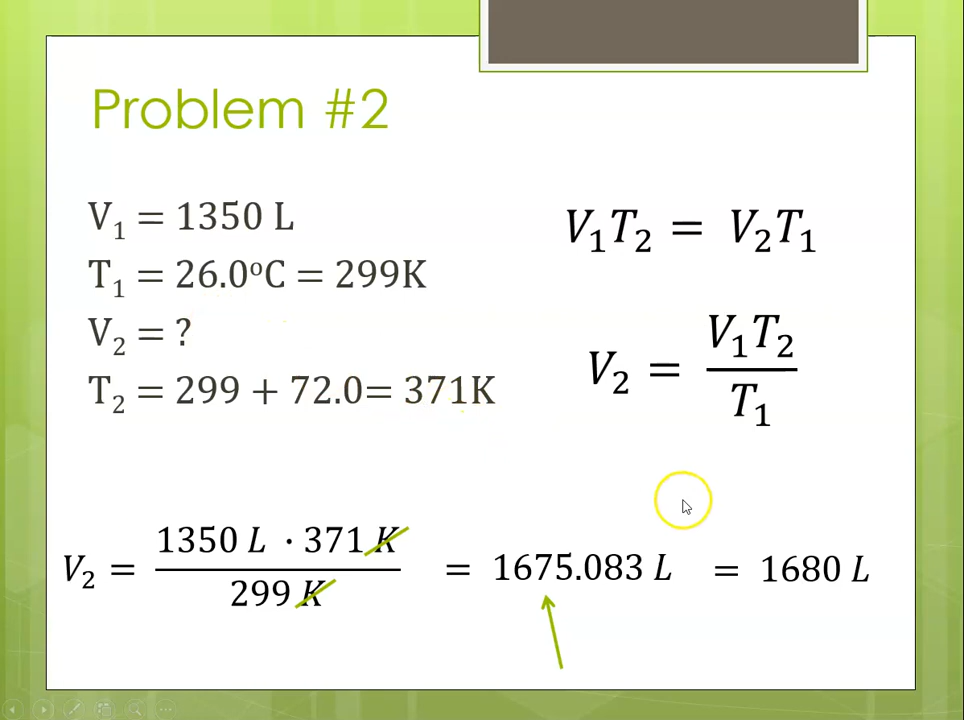 Problem #2
V₁ = 1350 L
T₁ = 26.0ᵒC = 299K
V₂ = ?
T₂ = 299 + 72.0= 371K
V₁T₂ = V₂T₁
V₂ = V₁T₂ / T₁
V₂ = 1350 L · 371 K / 299 K = 1675.083 L = 1680 L